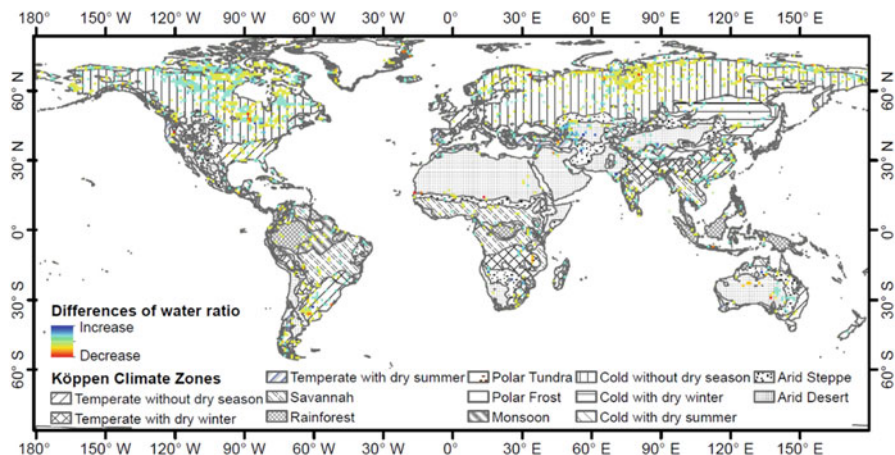 180° 150° W 120° W 90° W 60° W 30° W 0° 30° E 60° E 90° E 120° E 150° E
60° N 60° N
30° N 30° N
0° 0°
30° S 30° S
60° S 60° S
Differences of water ratio
Increase
Decrease
Köppen Climate Zones
Temperate with dry summer Polar Tundra Cold without dry season Arid Steppe
Temperate without dry season Savannah Polar Frost Cold with dry winter Arid Desert
Temperate with dry winter Rainforest Monsoon Cold with dry summer
180° 150° W 120° W 90° W 60° W 30° W 0° 30° E 60° E 90° E 120° E 150° E